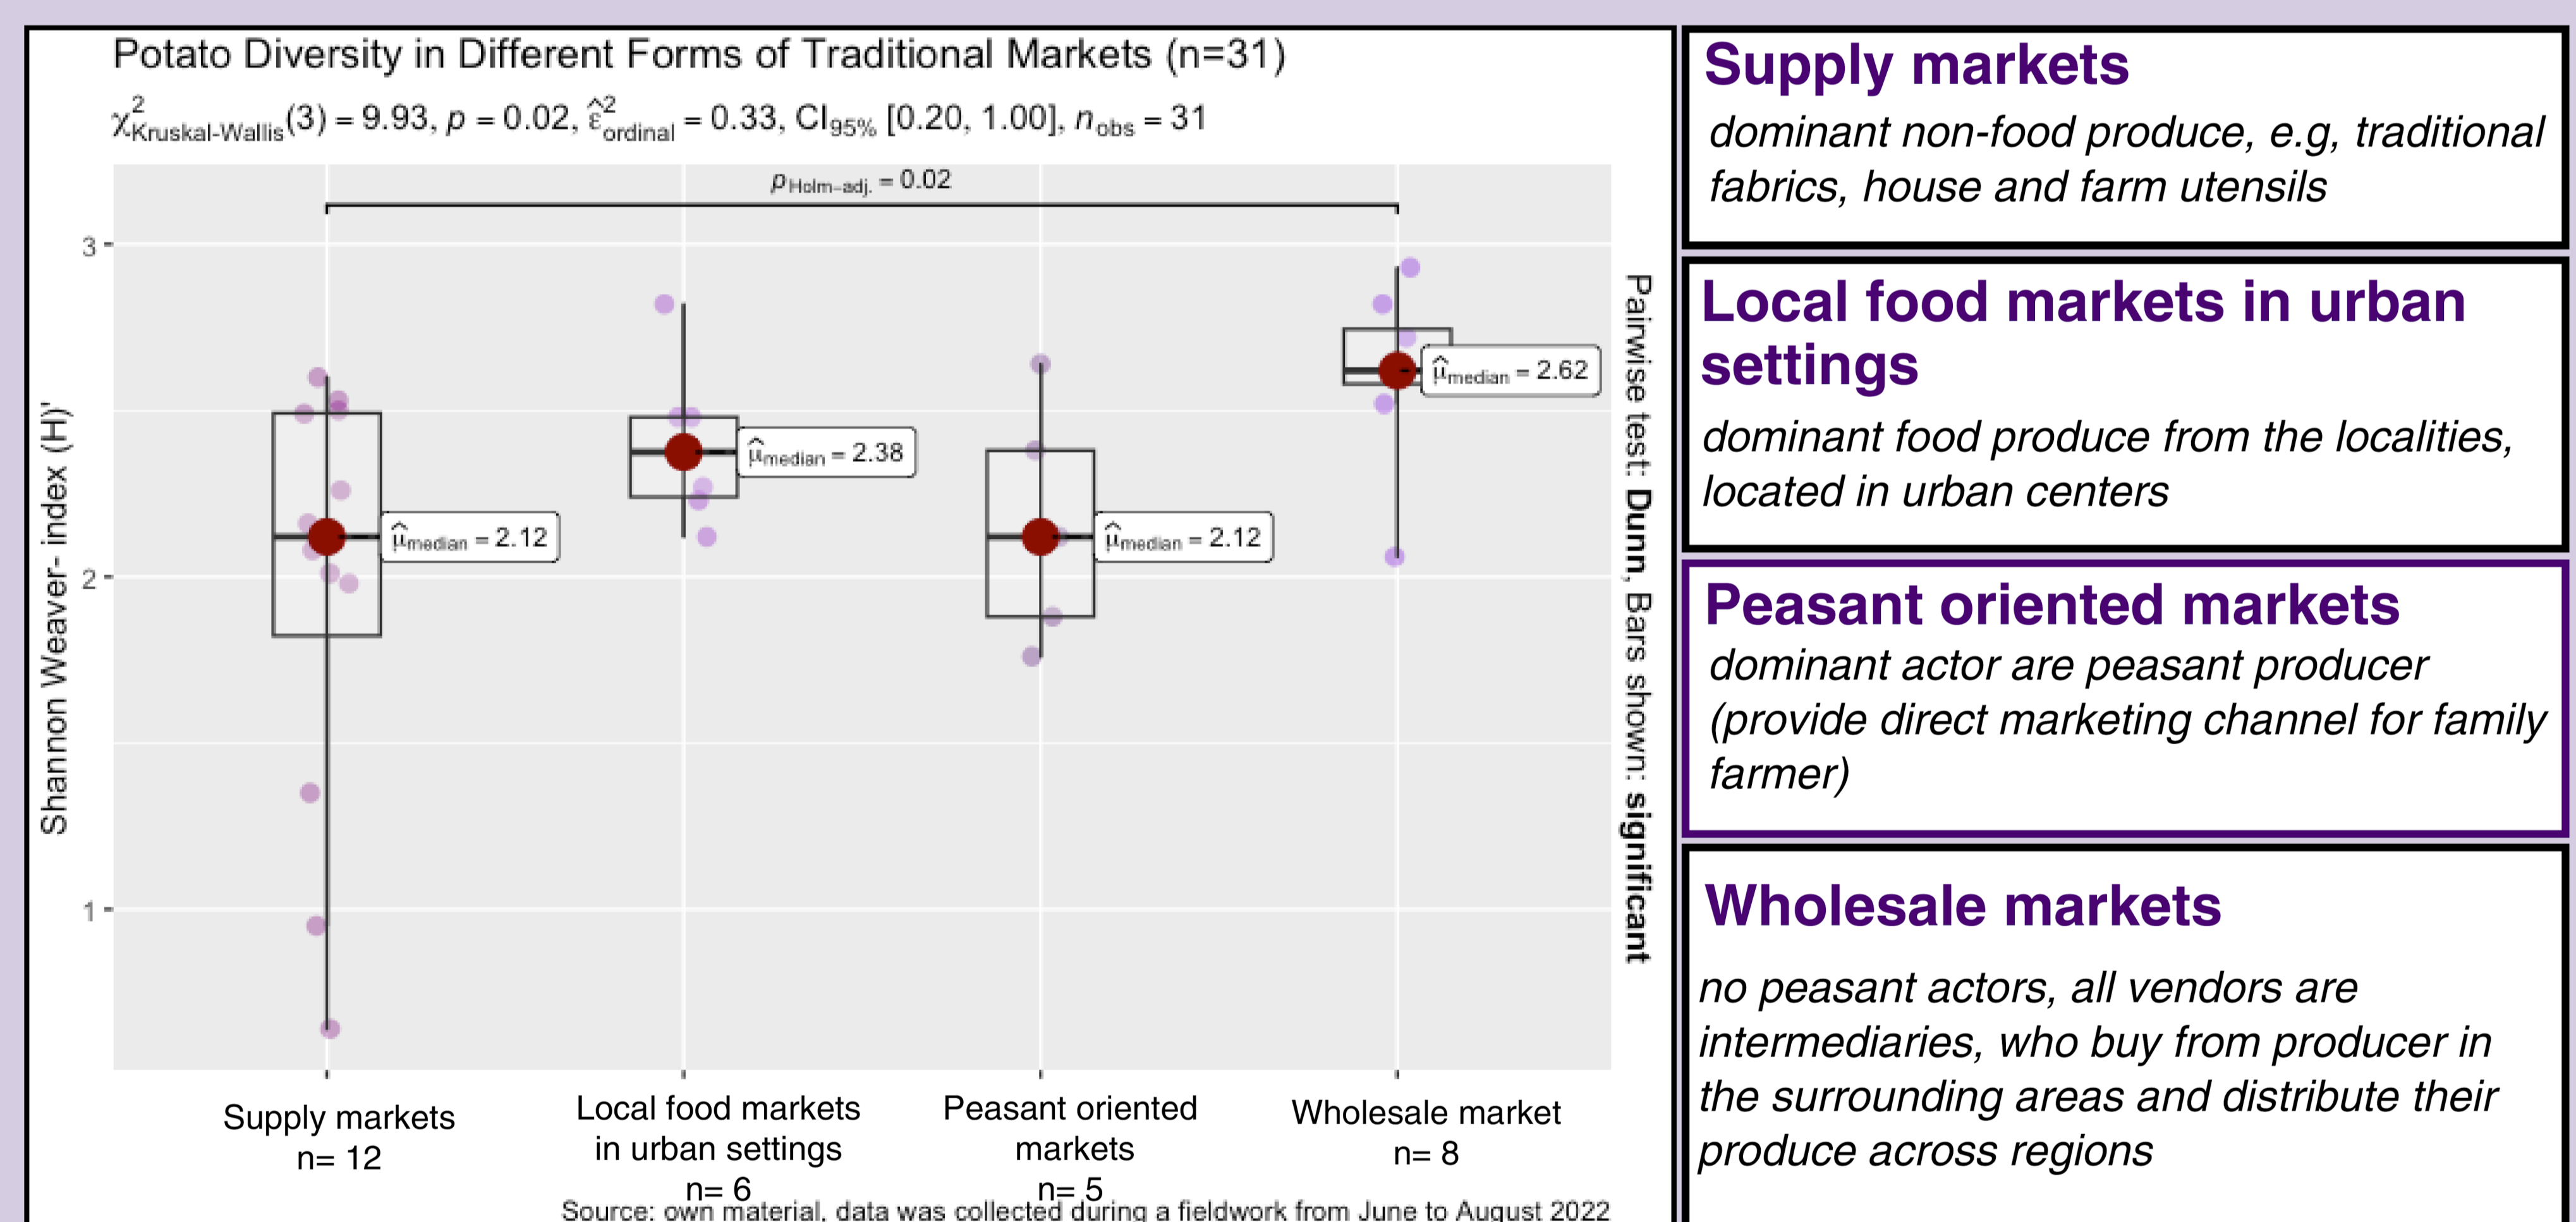 Potato Diversity in Different Forms of Traditional Markets (n=31)
χ²Kruskal-Wallis(3) = 9.93, p = 0.02, ε̂²ordinal = 0.33, CI95% [0.20, 1.00], nobs = 31
pHolm-adj. = 0.02
Shannon Weaver- index (H)'
3
2
1
μ̂median = 2.12
μ̂median = 2.38
μ̂median = 2.12
μ̂median = 2.62
Pairwise test: Dunn, Bars shown: significant
Supply markets
n= 12
Local food markets
in urban settings
n= 6
Peasant oriented
markets
n= 5
Wholesale market
n= 8
Source: own material, data was collected during a fieldwork from June to August 2022
Supply markets
dominant non-food produce, e.g, traditional
fabrics, house and farm utensils
Local food markets in urban
settings
dominant food produce from the localities,
located in urban centers
Peasant oriented markets
dominant actor are peasant producer
(provide direct marketing channel for family
farmer)
Wholesale markets
no peasant actors, all vendors are
intermediaries, who buy from producer in
the surrounding areas and distribute their
produce across regions